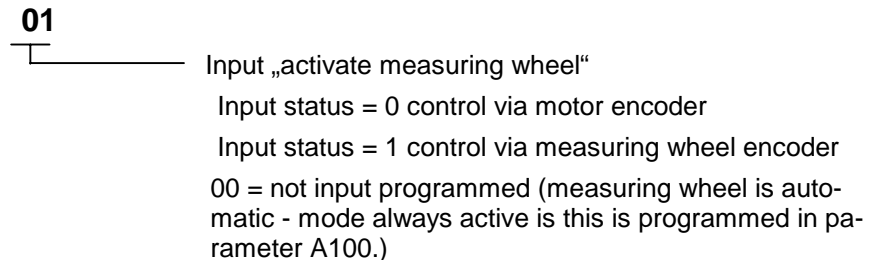 01
Input „activate measuring wheel“
Input status = 0 control via motor encoder
Input status = 1 control via measuring wheel encoder
00 = not input programmed (measuring wheel is auto-
matic - mode always active is this is programmed in pa-
rameter A100.)